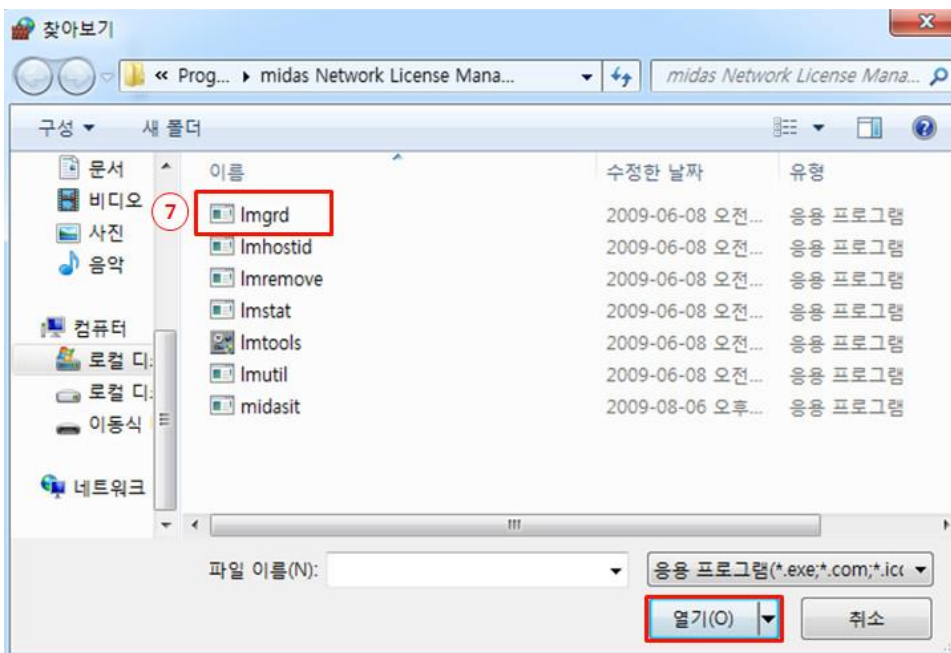 찾아보기
« Prog... ▸ midas Network License Mana...
midas Network License Mana...
구성
새 폴더
문서
비디오
사진
음악
컴퓨터
로컬 디
로컬 디
이동식
네트워크
이름 수정한 날짜 유형
7
lmgrd 2009-06-08 오전... 응용 프로그램
lmhostid 2009-06-08 오전... 응용 프로그램
lmremove 2009-06-08 오전... 응용 프로그램
lmstat 2009-06-08 오전... 응용 프로그램
lmtools 2009-06-08 오전... 응용 프로그램
lmutil 2009-06-08 오전... 응용 프로그램
midasit 2009-08-06 오후... 응용 프로그램
파일 이름(N):
응용 프로그램(*.exe;*.com;*.ic
열기(O)
취소